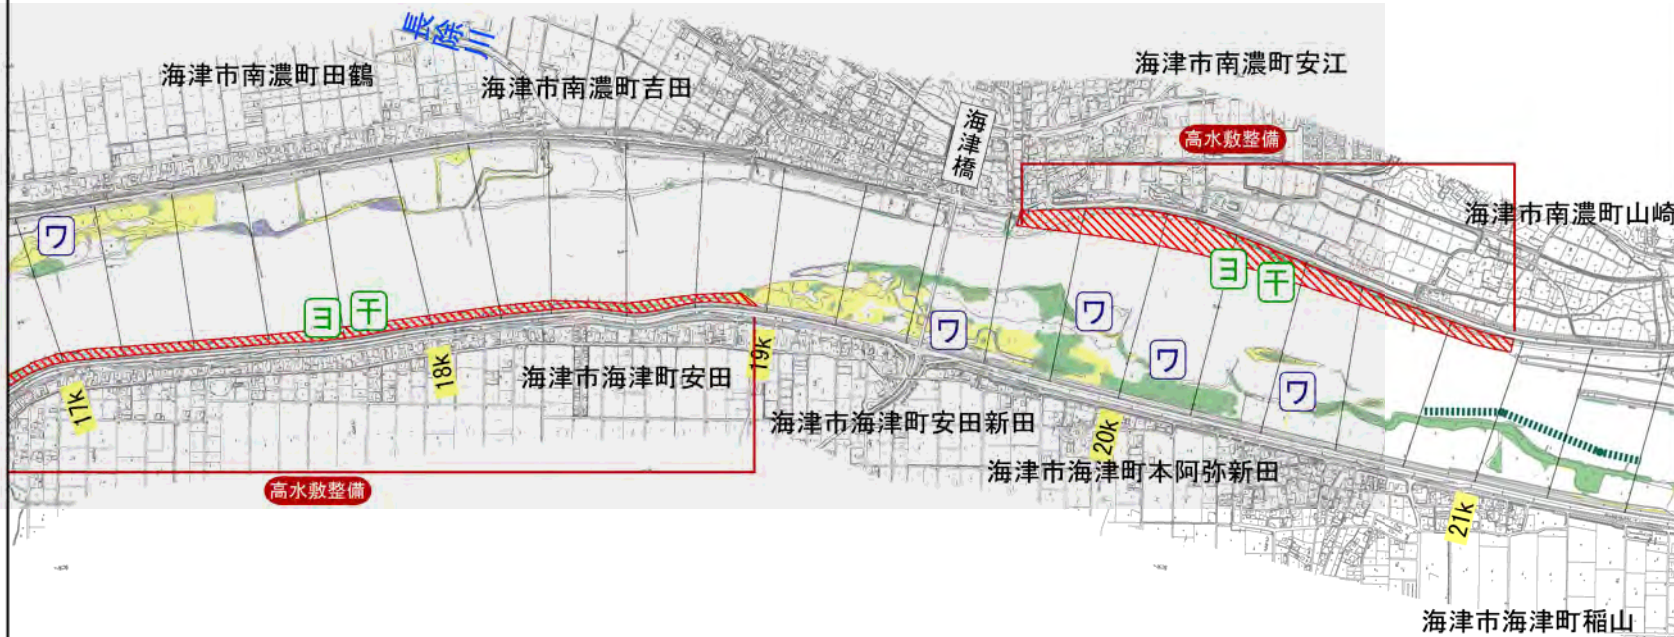 長除川
海津市南濃町田鶴
海津市南濃町吉田
海津市南濃町安江
海津橋
高水敷整備
海津市南濃町山崎
ワ
ヨ
干
ヨ
干
ワ
ワ
ワ
ワ
17k
18k
19k
20k
21k
海津市海津町安田
海津市海津町安田新田
海津市海津町本阿弥新田
高水敷整備
海津市海津町稲山